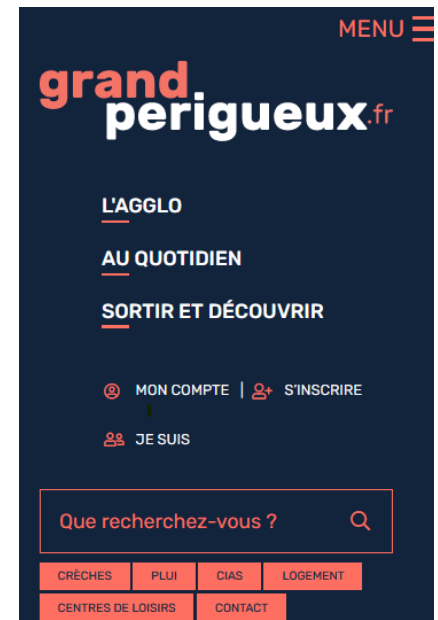 MENU
grand
perigueux.fr
L'AGGLO
AU QUOTIDIEN
SORTIR ET DÉCOUVRIR
MON COMPTE | S'INSCRIRE
JE SUIS
Que recherchez-vous ?
CRÈCHES PLUI CIAS LOGEMENT
CENTRES DE LOISIRS CONTACT